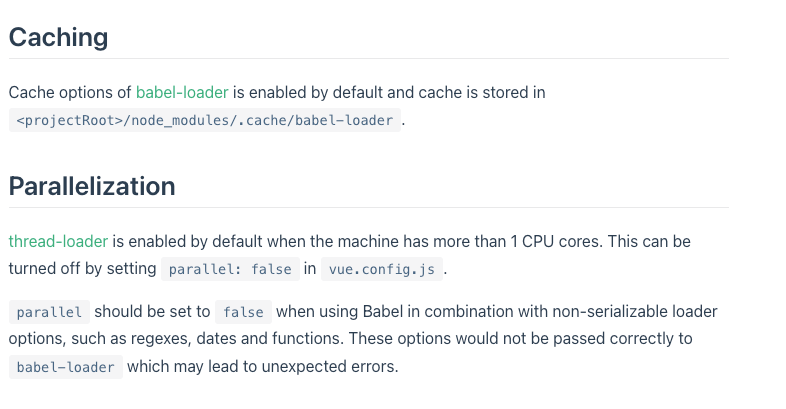 Caching
Cache options of babel-loader is enabled by default and cache is stored in
<projectRoot>/node_modules/.cache/babel-loader .
Parallelization
thread-loader is enabled by default when the machine has more than 1 CPU cores. This can be
turned off by setting parallel: false in vue.config.js .
parallel should be set to false when using Babel in combination with non-serializable loader
options, such as regexes, dates and functions. These options would not be passed correctly to
babel-loader which may lead to unexpected errors.